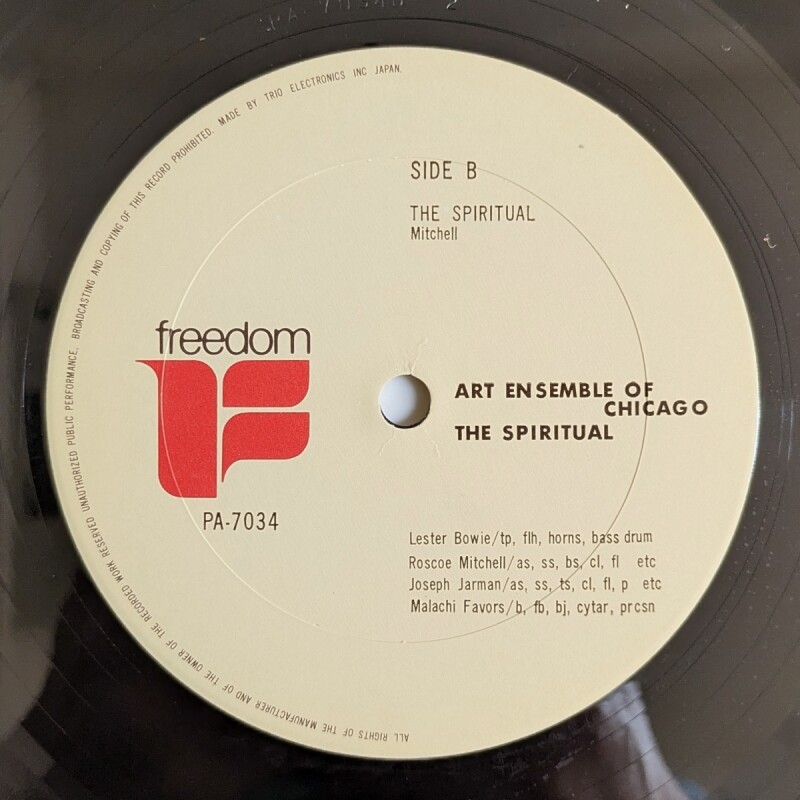 SIDE B
THE SPIRITUAL
Mitchell
freedom
ART ENSEMBLE OF
CHICAGO
THE SPIRITUAL
PA-7034
Lester Bowie/tp, flh, horns, bass drum
Roscoe Mitchell/as, ss, bs, cl, fl etc
Joseph Jarman/as, ss, ts, cl, fl, p etc
Malachi Favors/b, fb, bj, cytar, prcsn
ALL RIGHTS OF THE MANUFACTURER AND OF THE OWNER OF THE RECORDED WORK RESERVED UNAUTHORIZED PUBLIC PERFORMANCE, BROADCASTING AND COPYING OF THIS RECORD PROHIBITED. MADE BY TRIO ELECTRONICS INC JAPAN.